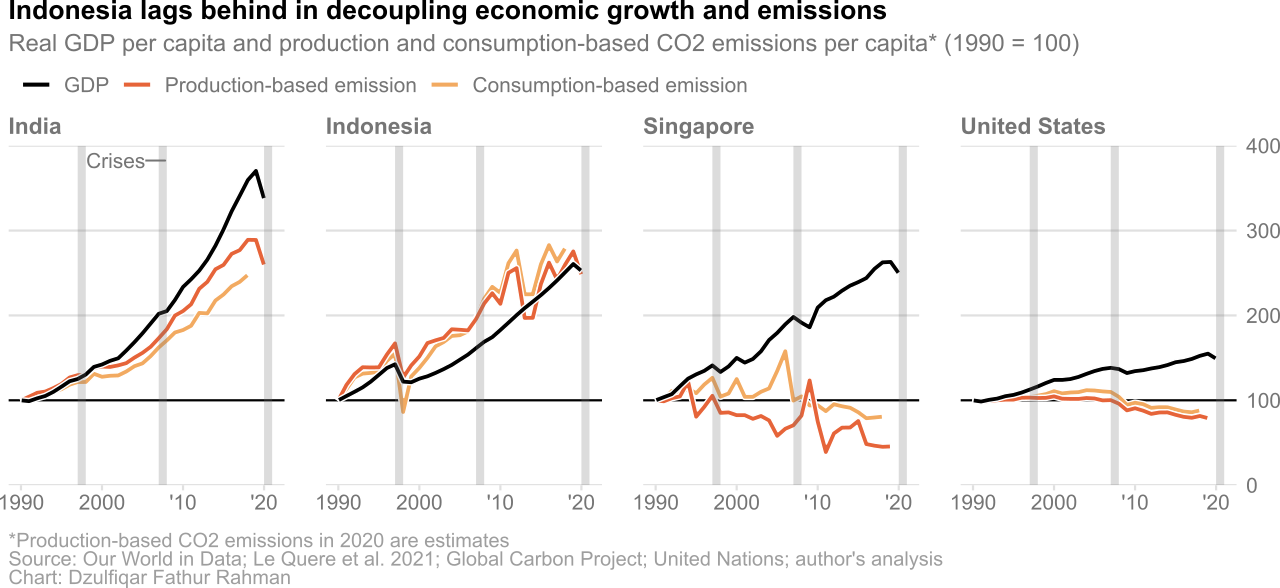 Indonesia lags behind in decoupling economic growth and emissions
Real GDP per capita and production and consumption-based CO2 emissions per capita* (1990 = 100)
GDP Production-based emission Consumption-based emission
India Indonesia Singapore United States
Crises
400
300
200
100
0
1990 2000 '10 '20 1990 2000 '10 '20 1990 2000 '10 '20 1990 2000 '10 '20
*Production-based CO2 emissions in 2020 are estimates
Source: Our World in Data; Le Quere et al. 2021; Global Carbon Project; United Nations; author's analysis
Chart: Dzulfiqar Fathur Rahman